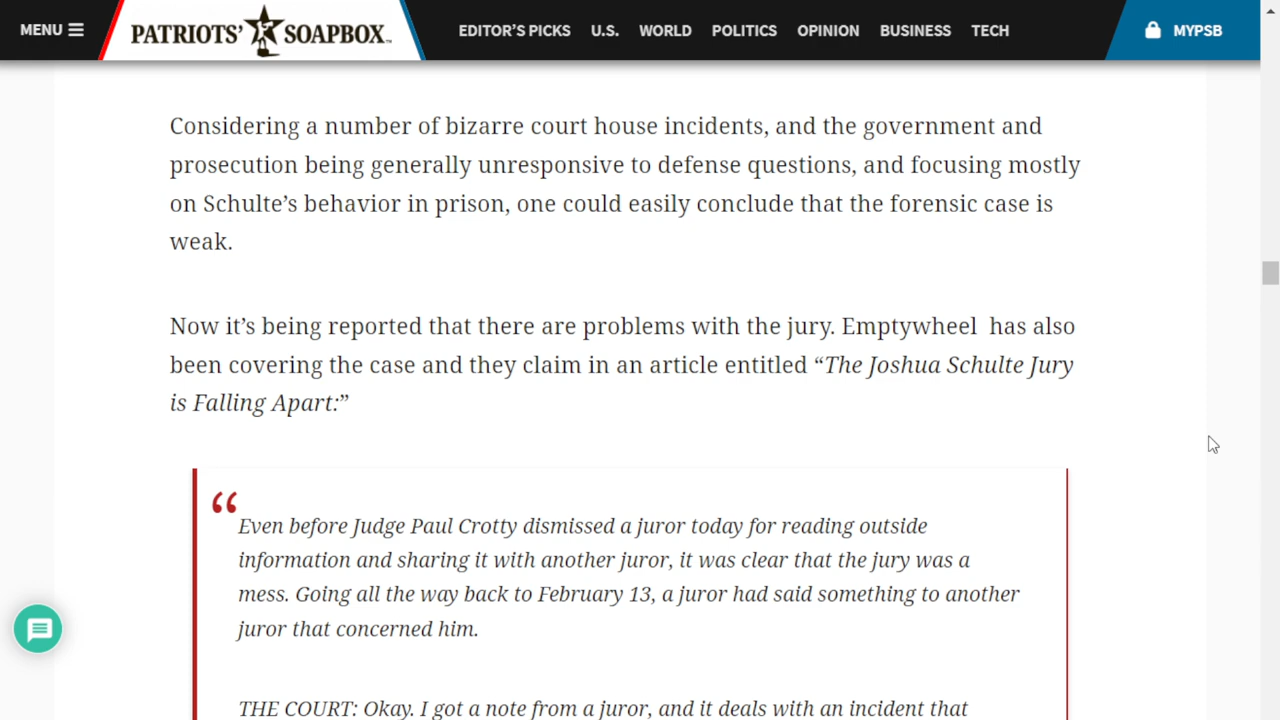 MENU
PATRIOTS' SOAPBOX™
EDITOR'S PICKS U.S. WORLD POLITICS OPINION BUSINESS TECH
MYPSB
Considering a number of bizarre court house incidents, and the government and
prosecution being generally unresponsive to defense questions, and focusing mostly
on Schulte’s behavior in prison, one could easily conclude that the forensic case is
weak.
Now it’s being reported that there are problems with the jury. Emptywheel has also
been covering the case and they claim in an article entitled “The Joshua Schulte Jury
is Falling Apart:”
“
Even before Judge Paul Crotty dismissed a juror today for reading outside
information and sharing it with another juror, it was clear that the jury was a
mess. Going all the way back to February 13, a juror had said something to another
juror that concerned him.
THE COURT: Okay. I got a note from a juror, and it deals with an incident that